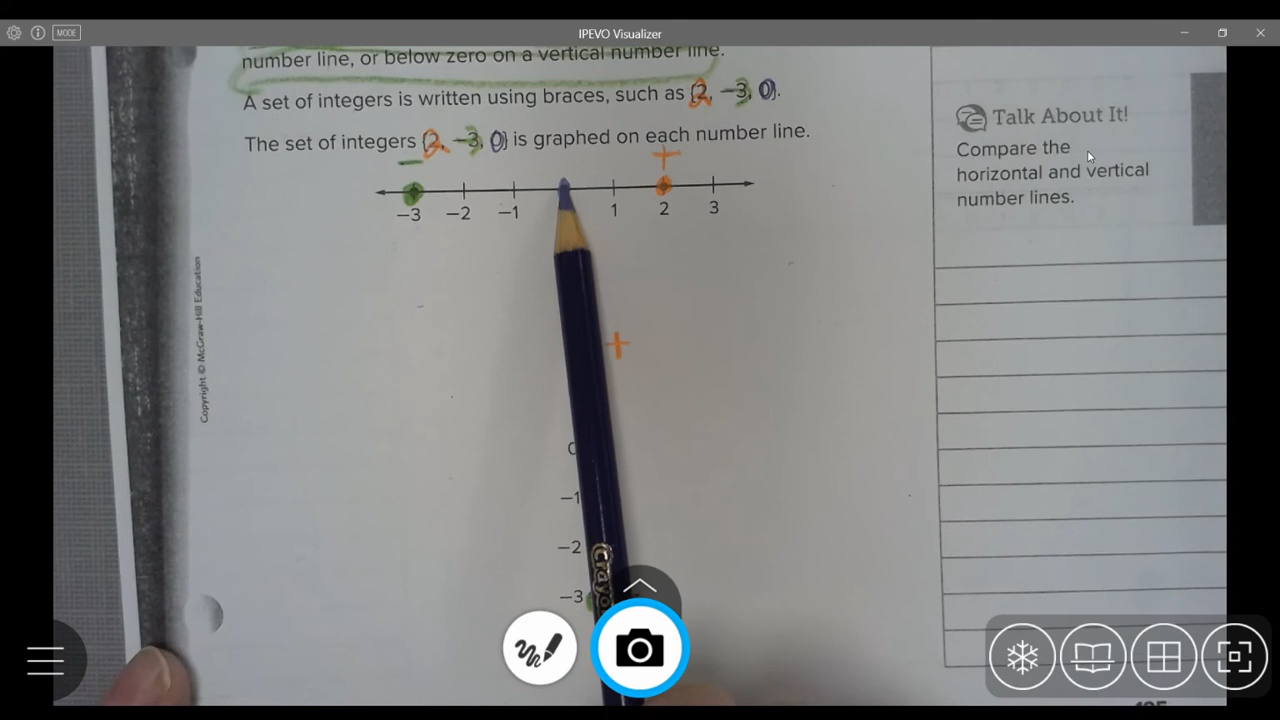 MODE
IPEVO Visualizer
number line, or below zero on a vertical number line.
A set of integers is written using braces, such as {2, −3, 0}.
The set of integers {2, −3, 0} is graphed on each number line.
− +
−3 −2 −1 1 2 3
+
0
−1
−2
−3
Crayo
Copyright © McGraw-Hill Education
Talk About It!
Compare the
horizontal and vertical
number lines.